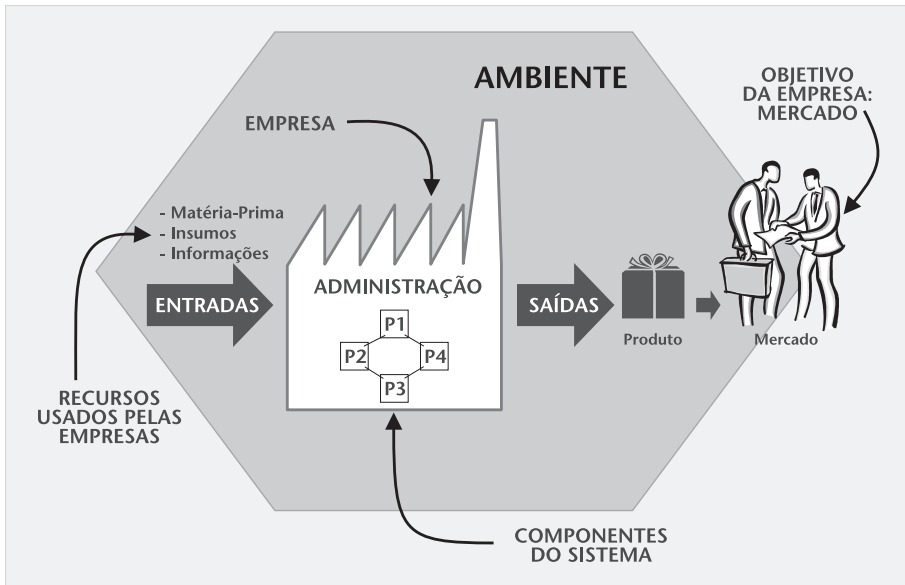 AMBIENTE
OBJETIVO
DA EMPRESA:
MERCADO
EMPRESA
- Matéria-Prima
- Insumos
- Informações
ENTRADAS
ADMINISTRAÇÃO
P1
P2
P4
P3
SAÍDAS
Produto
Mercado
RECURSOS
USADOS PELAS
EMPRESAS
COMPONENTES
DO SISTEMA